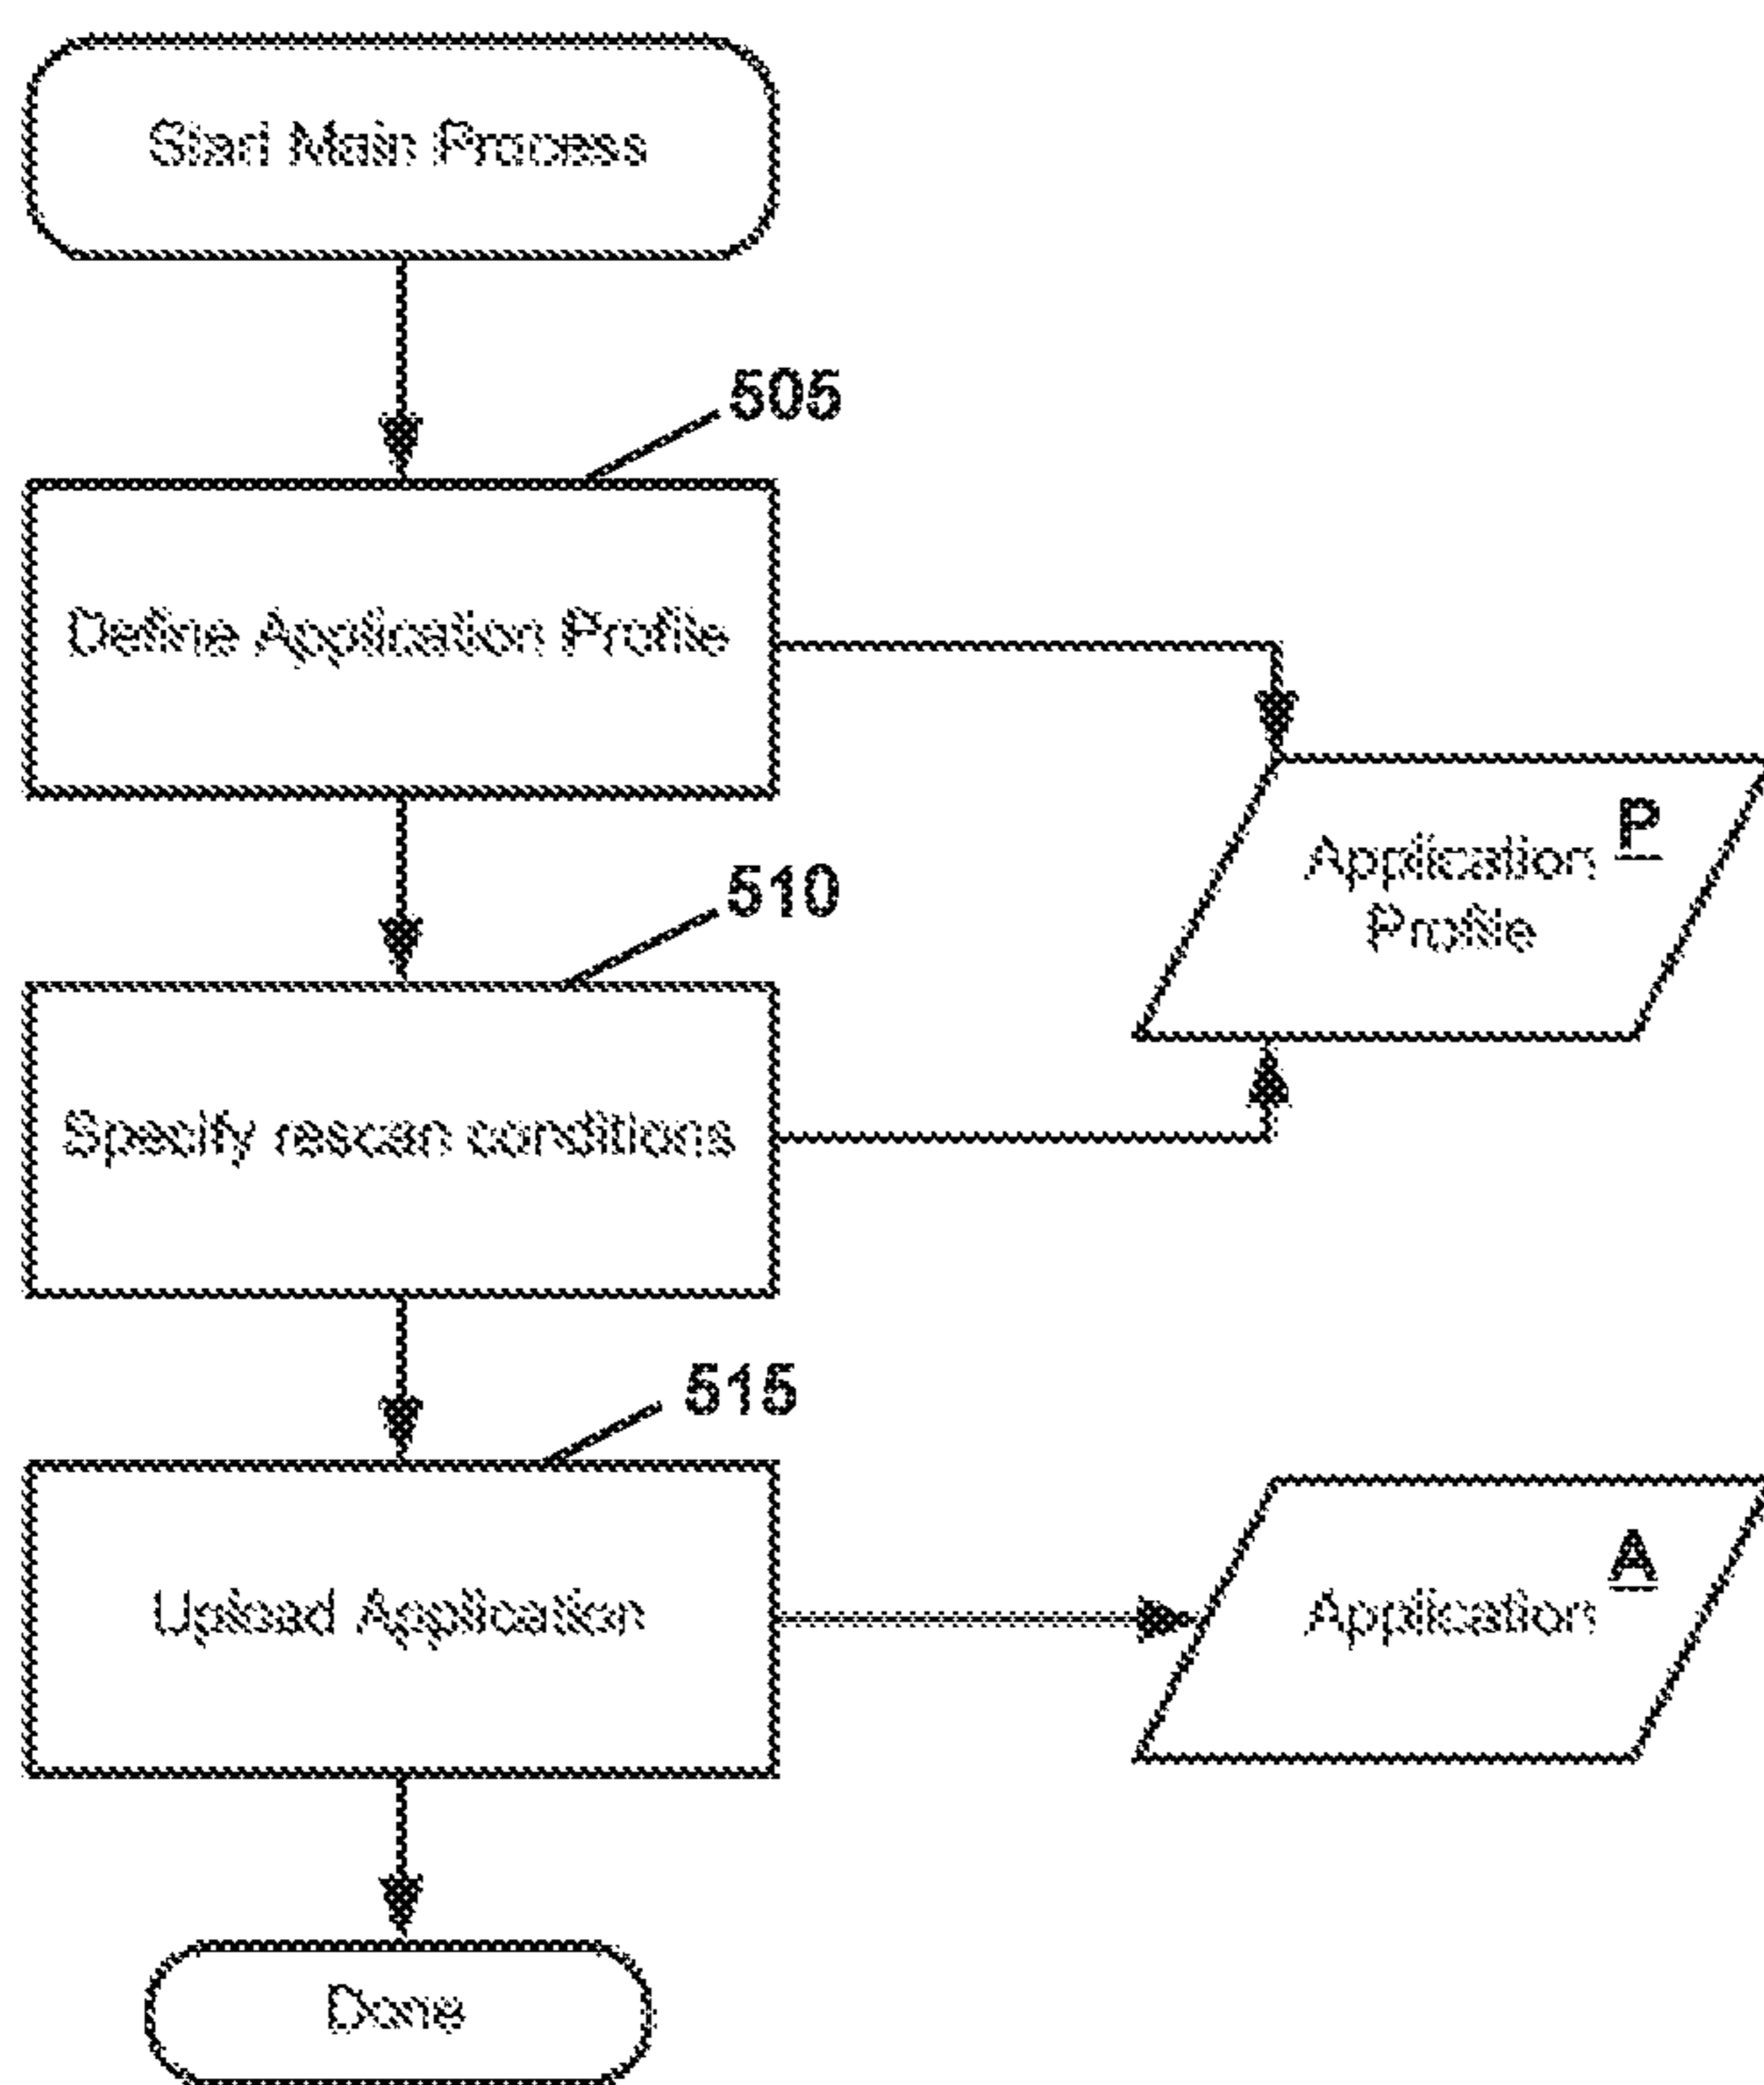 Start Main Process
505
Define Application Profile
P
Application
Profile
510
Specify rescan conditions
515
Upload Application
A
Application
Done